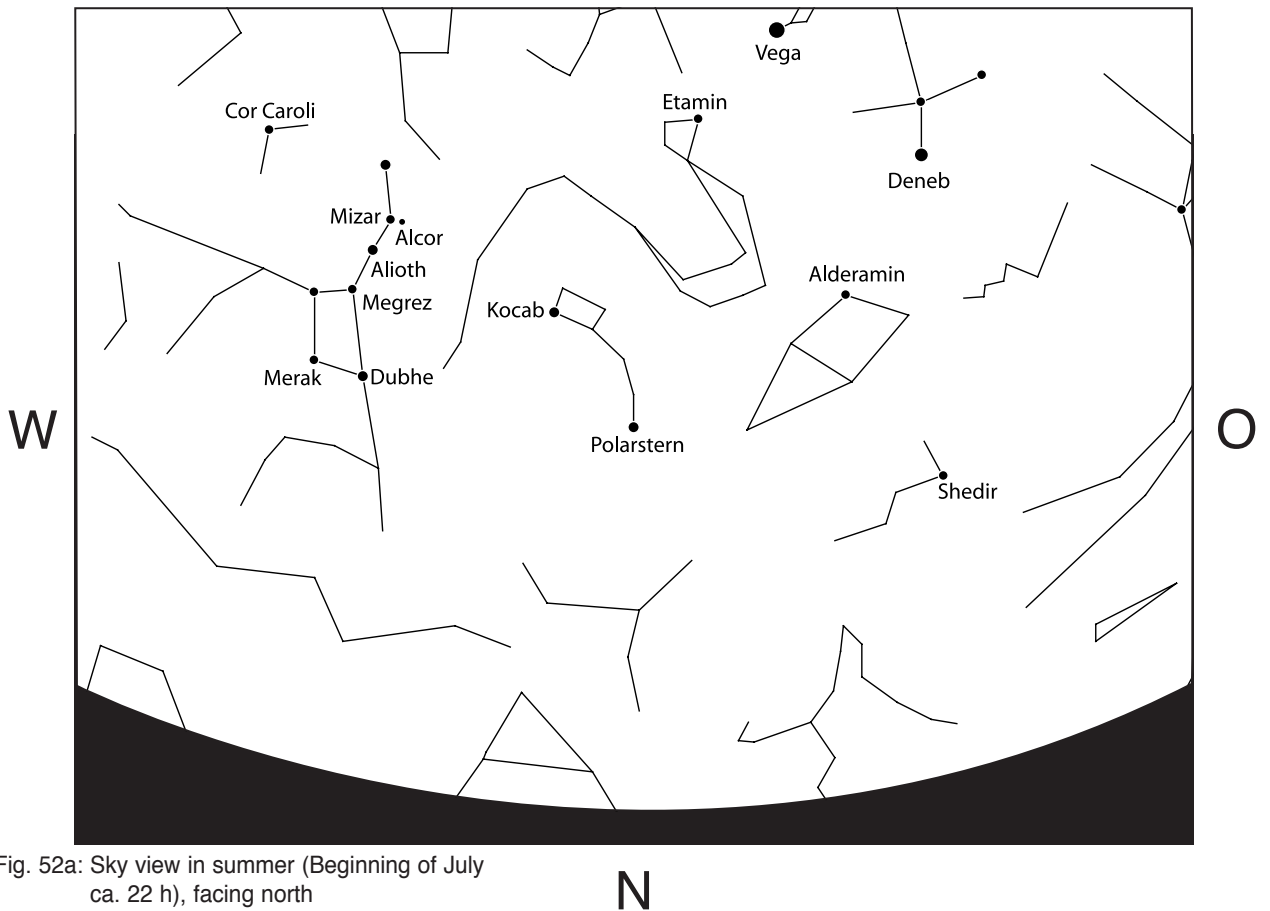 Vega
Etamin
Cor Caroli
Deneb
Mizar
Alcor
Alioth
Alderamin
Megrez
Kocab
Merak
Dubhe
W
O
Polarstern
Shedir
Fig. 52a: Sky view in summer (Beginning of July
ca. 22 h), facing north
N